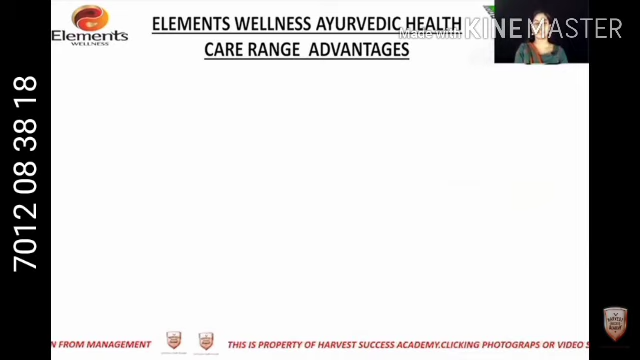 Elements
WELLNESS
ELEMENTS WELLNESS AYURVEDIC HEALTH
CARE RANGE ADVANTAGES
Made with KINEMASTER
7012 08 38 18
N FROM MANAGEMENT
THIS IS PROPERTY OF HARVEST SUCCESS ACADEMY.CLICKING PHOTOGRAPS OR VIDEO S
HARVEST